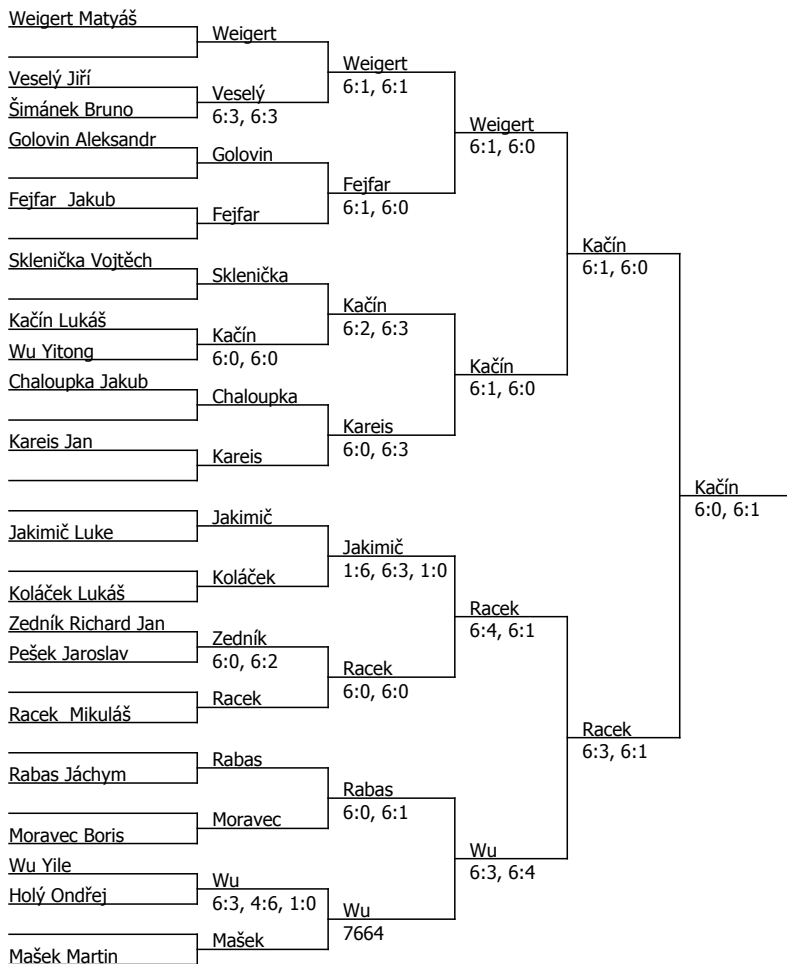 Weigert Matyáš
Veselý Jiří
Šimánek Bruno
Golovin Aleksandr
Fejfar  Jakub
Sklenička Vojtěch
Kačín Lukáš
Wu Yitong
Chaloupka Jakub
Kareis Jan
Jakimič Luke
Koláček Lukáš
Zedník Richard Jan
Pešek Jaroslav
Racek  Mikuláš
Rabas Jáchym
Moravec Boris
Wu Yile
Holý Ondřej
Mašek Martin
Weigert
Veselý
6:3, 6:3
Golovin
Fejfar
Sklenička
Kačín
6:0, 6:0
Chaloupka
Kareis
Jakimič
Koláček
Zedník
6:0, 6:2
Racek
Rabas
Moravec
Wu
6:3, 4:6, 1:0
Mašek
Weigert
6:1, 6:1
Fejfar
6:1, 6:0
Kačín
6:2, 6:3
Kareis
6:0, 6:3
Jakimič
1:6, 6:3, 1:0
Racek
6:0, 6:0
Rabas
6:0, 6:1
Wu
7664
Weigert
6:1, 6:0
Kačín
6:1, 6:0
Racek
6:4, 6:1
Wu
6:3, 6:4
Kačín
6:1, 6:0
Racek
6:3, 6:1
Kačín
6:0, 6:1